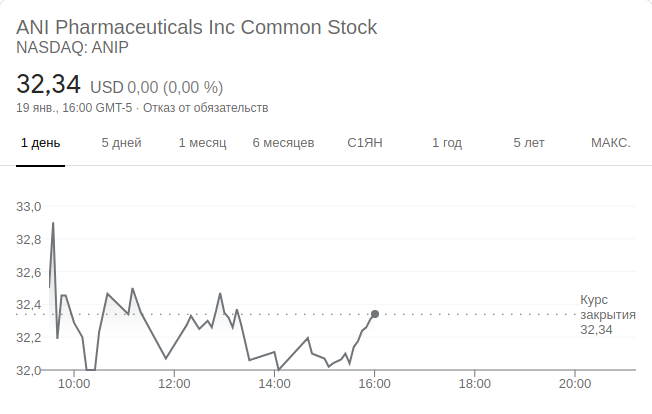 ANI Pharmaceuticals Inc Common Stock
NASDAQ: ANIP
32,34 USD 0,00 (0,00 %)
19 янв., 16:00 GMT-5 · Отказ от обязательств
1 день 5 дней 1 месяц 6 месяцев С1ЯН 1 год 5 лет МАКС.
33,0
32,8
32,6
32,4
32,2
32,0
Курс
закрытия
32,34
10:00 12:00 14:00 16:00 18:00 20:00